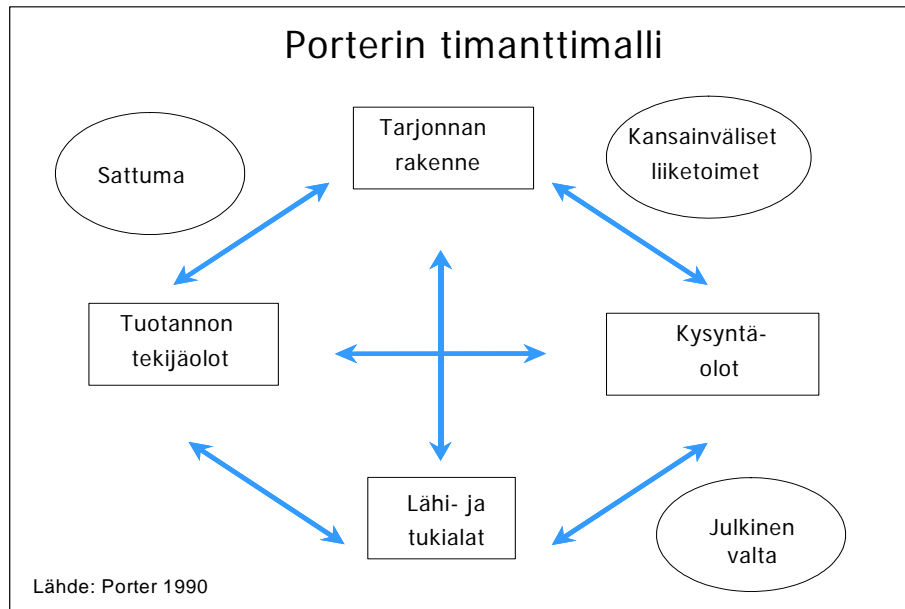 Porterin timanttimalli
Sattuma
Tarjonnan
rakenne
Kansainväliset
liiketoimet
Tuotannon
tekijäolot
Kysyntä-
olot
Lähi- ja
tukialat
Julkinen
valta
Lähde: Porter 1990